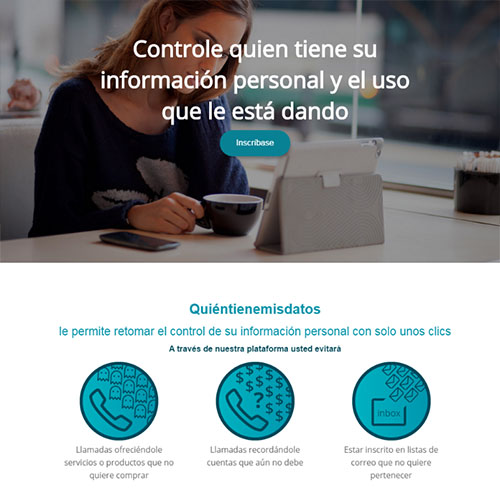 Controle quien tiene su
información personal y el uso
que le está dando
Inscríbase
Quiéntienemisdatos
le permite retomar el control de su información personal con solo unos clics
A través de nuestra plataforma usted evitará
Llamadas ofreciéndole
servicios o productos que no
quiere comprar
Llamadas recordándole
cuentas que aún no debe
inbox
Estar inscrito en listas de
correo que no quiere
pertenecer